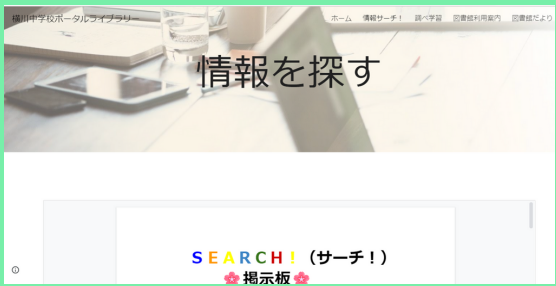 横川中学校ポータルライブラリー
ホーム 情報サーチ! 調べ学習 図書館利用案内 図書館だより
情報を探す
SEARCH!(サーチ!)
🌸掲示板🌸